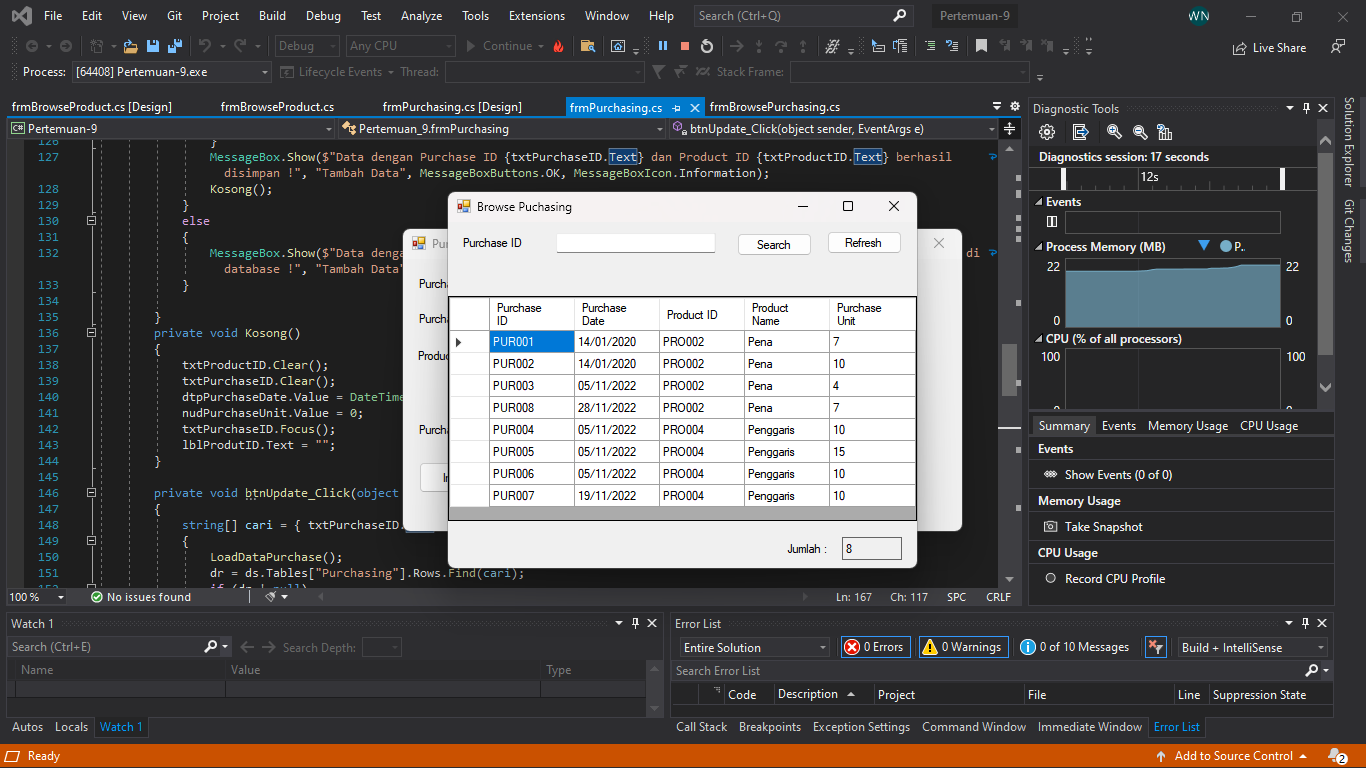 File Edit View Git Project Build Debug Test Analyze Tools Extensions Window Help Search (Ctrl+Q) Pertemuan-9 WN
Debug Any CPU Continue Live Share
Process: [64408] Pertemuan-9.exe Lifecycle Events Thread: Stack Frame:
frmBrowseProduct.cs [Design] frmBrowseProduct.cs frmPurchasing.cs [Design] frmPurchasing.cs frmBrowsePurchasing.cs
C# Pertemuan-9 Pertemuan_9.frmPurchasing btnUpdate_Click(object sender, EventArgs e)
126 }
127 MessageBox.Show($"Data dengan Purchase ID {txtPurchaseID.Text} dan Product ID {txtProductID.Text} berhasil
disimpan !", "Tambah Data", MessageBoxButtons.OK, MessageBoxIcon.Information);
128 Kosong();
129 }
130 else
131 {
132 MessageBox.Show($"Data denga di
database !", "Tambah Data"
133 }
134
135 }
136 private void Kosong()
137 {
138 txtProductID.Clear();
139 txtPurchaseID.Clear();
140 dtpPurchaseDate.Value = DateTime
141 nudPurchaseUnit.Value = 0;
142 txtPurchaseID.Focus();
143 lblProdutID.Text = "";
144 }
145
146 private void btnUpdate_Click(object
147 {
148 string[] cari = { txtPurchaseID.
149 {
150 LoadDataPurchase();
151 dr = ds.Tables["Purchasing"].Rows.Find(cari);
Pur
Purcha
Purcha
Produc
Purcha
In
Browse Puchasing
Purchase ID Search Refresh
Purchase ID Purchase Date Product ID Product Name Purchase Unit
PUR001 14/01/2020 PRO002 Pena 7
PUR002 14/01/2020 PRO002 Pena 10
PUR003 05/11/2022 PRO002 Pena 4
PUR008 28/11/2022 PRO002 Pena 7
PUR004 05/11/2022 PRO004 Penggaris 10
PUR005 05/11/2022 PRO004 Penggaris 15
PUR006 05/11/2022 PRO004 Penggaris 10
PUR007 19/11/2022 PRO004 Penggaris 10
Jumlah : 8
100 % No issues found Ln: 167 Ch: 117 SPC CRLF
Diagnostic Tools
Diagnostics session: 17 seconds
12s
Events
Process Memory (MB) P..
22 22
0 0
CPU (% of all processors)
100 100
Summary Events Memory Usage CPU Usage
Events
Show Events (0 of 0)
Memory Usage
Take Snapshot
CPU Usage
Record CPU Profile
Solution Explorer
Git Changes
Watch 1
Search (Ctrl+E) Search Depth:
Name Value Type
Autos Locals Watch 1
Error List
Entire Solution 0 Errors 0 Warnings 0 of 10 Messages Build + IntelliSense
Search Error List
Code Description Project File Line Suppression State
Call Stack Breakpoints Exception Settings Command Window Immediate Window Error List
Ready Add to Source Control 2